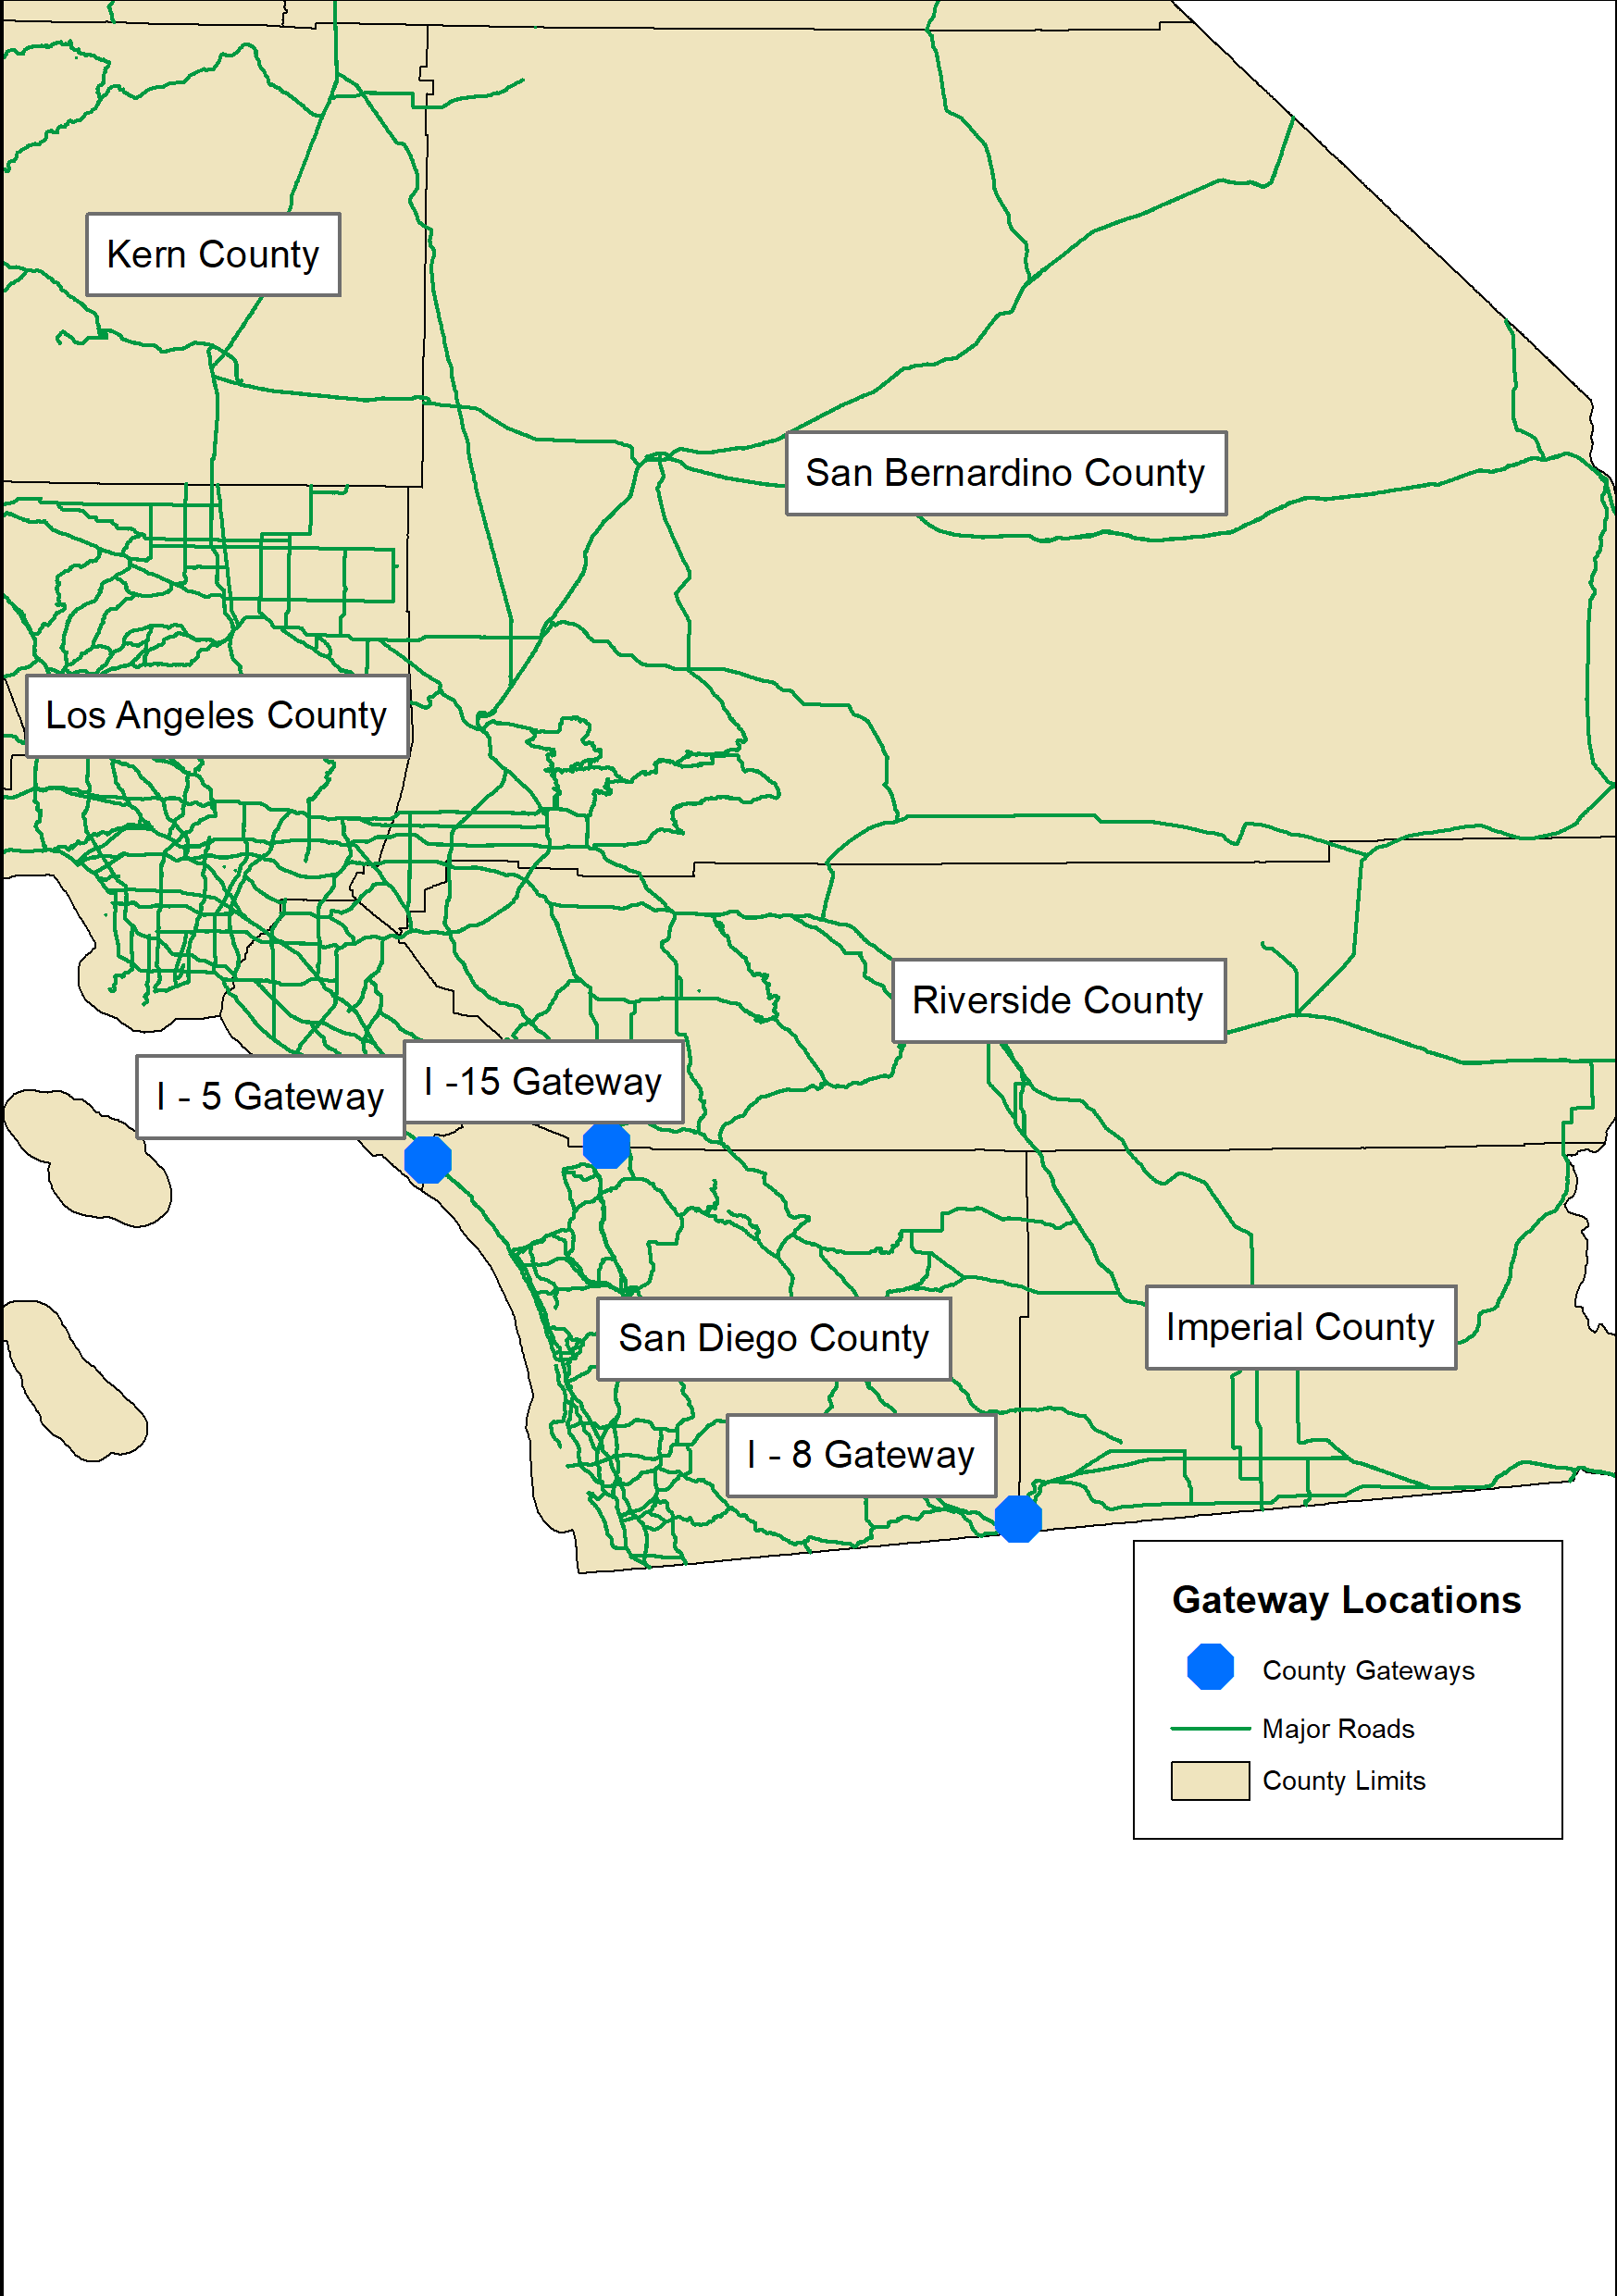 Kern County
San Bernardino County
Los Angeles County
Riverside County
I - 5 Gateway
I -15 Gateway
San Diego County
Imperial County
I - 8 Gateway
Gateway Locations
County Gateways
Major Roads
County Limits